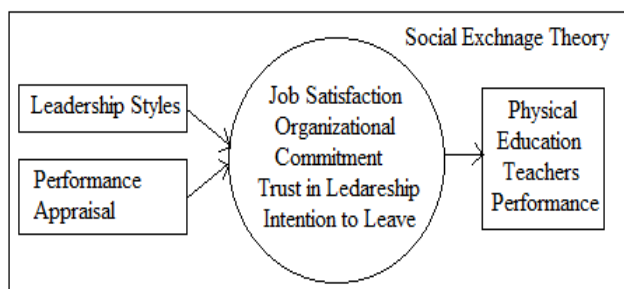 Social Exchnage Theory
Leadership Styles
Performance
Appraisal
Job Satisfaction
Organizational
Commitment
Trust in Ledareship
Intention to Leave
Physical
Education
Teachers
Performance